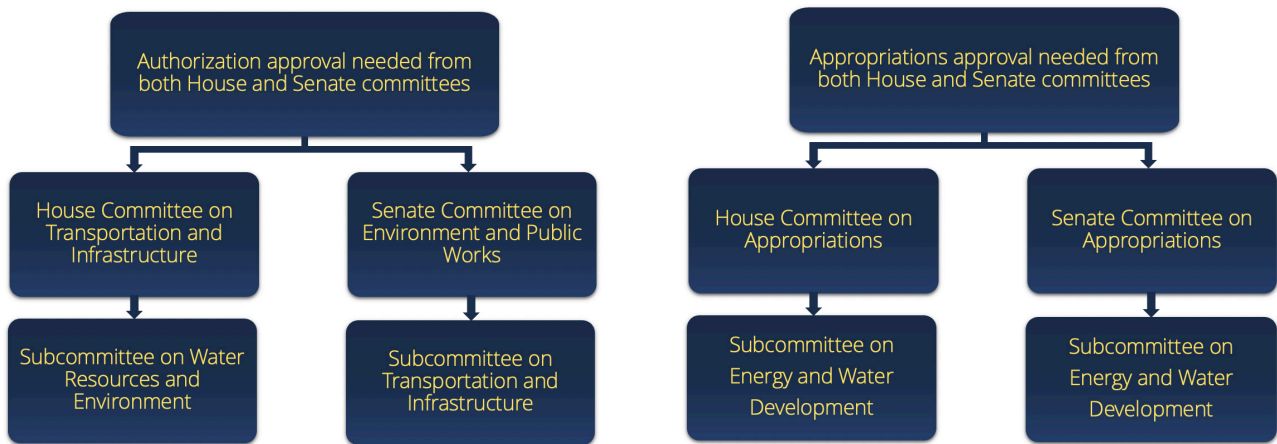 Authorization approval needed from
both House and Senate committees
House Committee on
Transportation and
Infrastructure
Senate Committee on
Environment and Public
Works
Subcommittee on Water
Resources and
Environment
Subcommittee on
Transportation and
Infrastructure
Appropriations approval needed from
both House and Senate committees
House Committee on
Appropriations
Senate Committee on
Appropriations
Subcommittee on
Energy and Water
Development
Subcommittee on
Energy and Water
Development